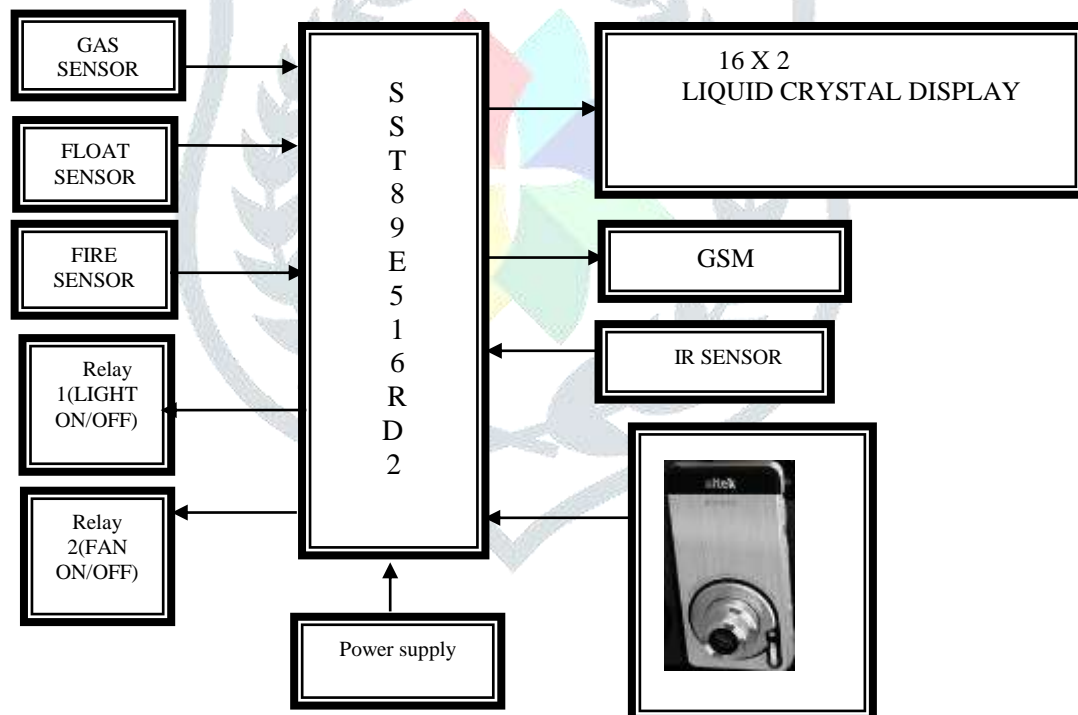 GAS
SENSOR
FLOAT
SENSOR
FIRE
SENSOR
Relay
1(LIGHT
ON/OFF)
Relay
2(FAN
ON/OFF)
S
S
T
8
9
E
5
1
6
R
D
2
Power supply
16 X 2
LIQUID CRYSTAL DISPLAY
GSM
IR SENSOR